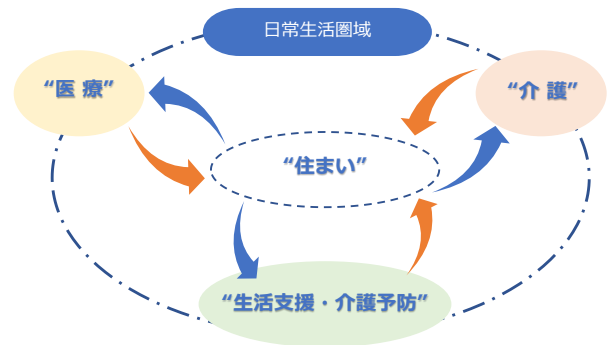 日常生活圏域
“医 療”
“介 護”
“住まい”
“生活支援・介護予防”